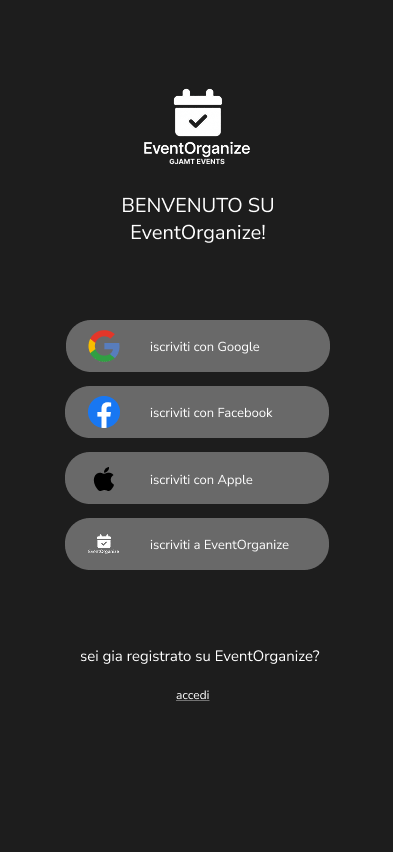 EventOrganize
GJAMT EVENTS
BENVENUTO SU
EventOrganize!
iscriviti con Google
iscriviti con Facebook
iscriviti con Apple
EventOrganize
iscriviti a EventOrganize
sei gia registrato su EventOrganize?
accedi